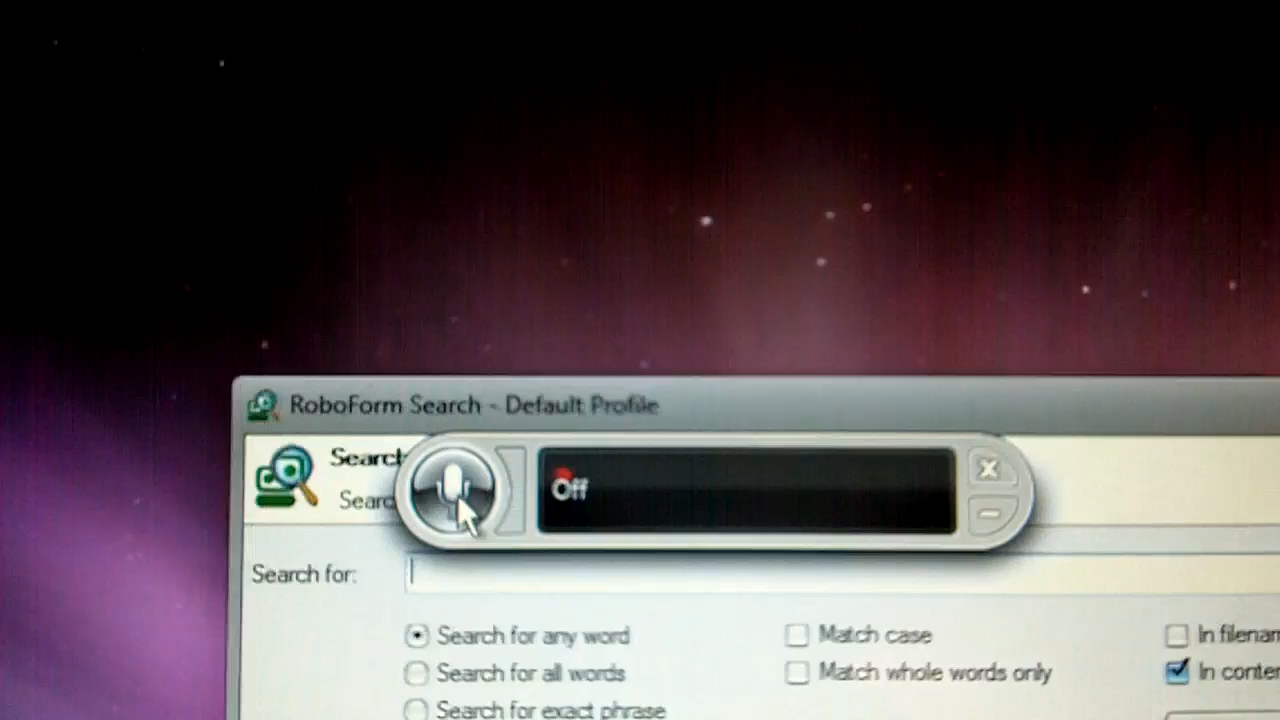 RoboForm Search - Default Profile
Search
Off
Search for:
Search for any word
Match case
Search for all words
Match whole words only
Search for exact phrase